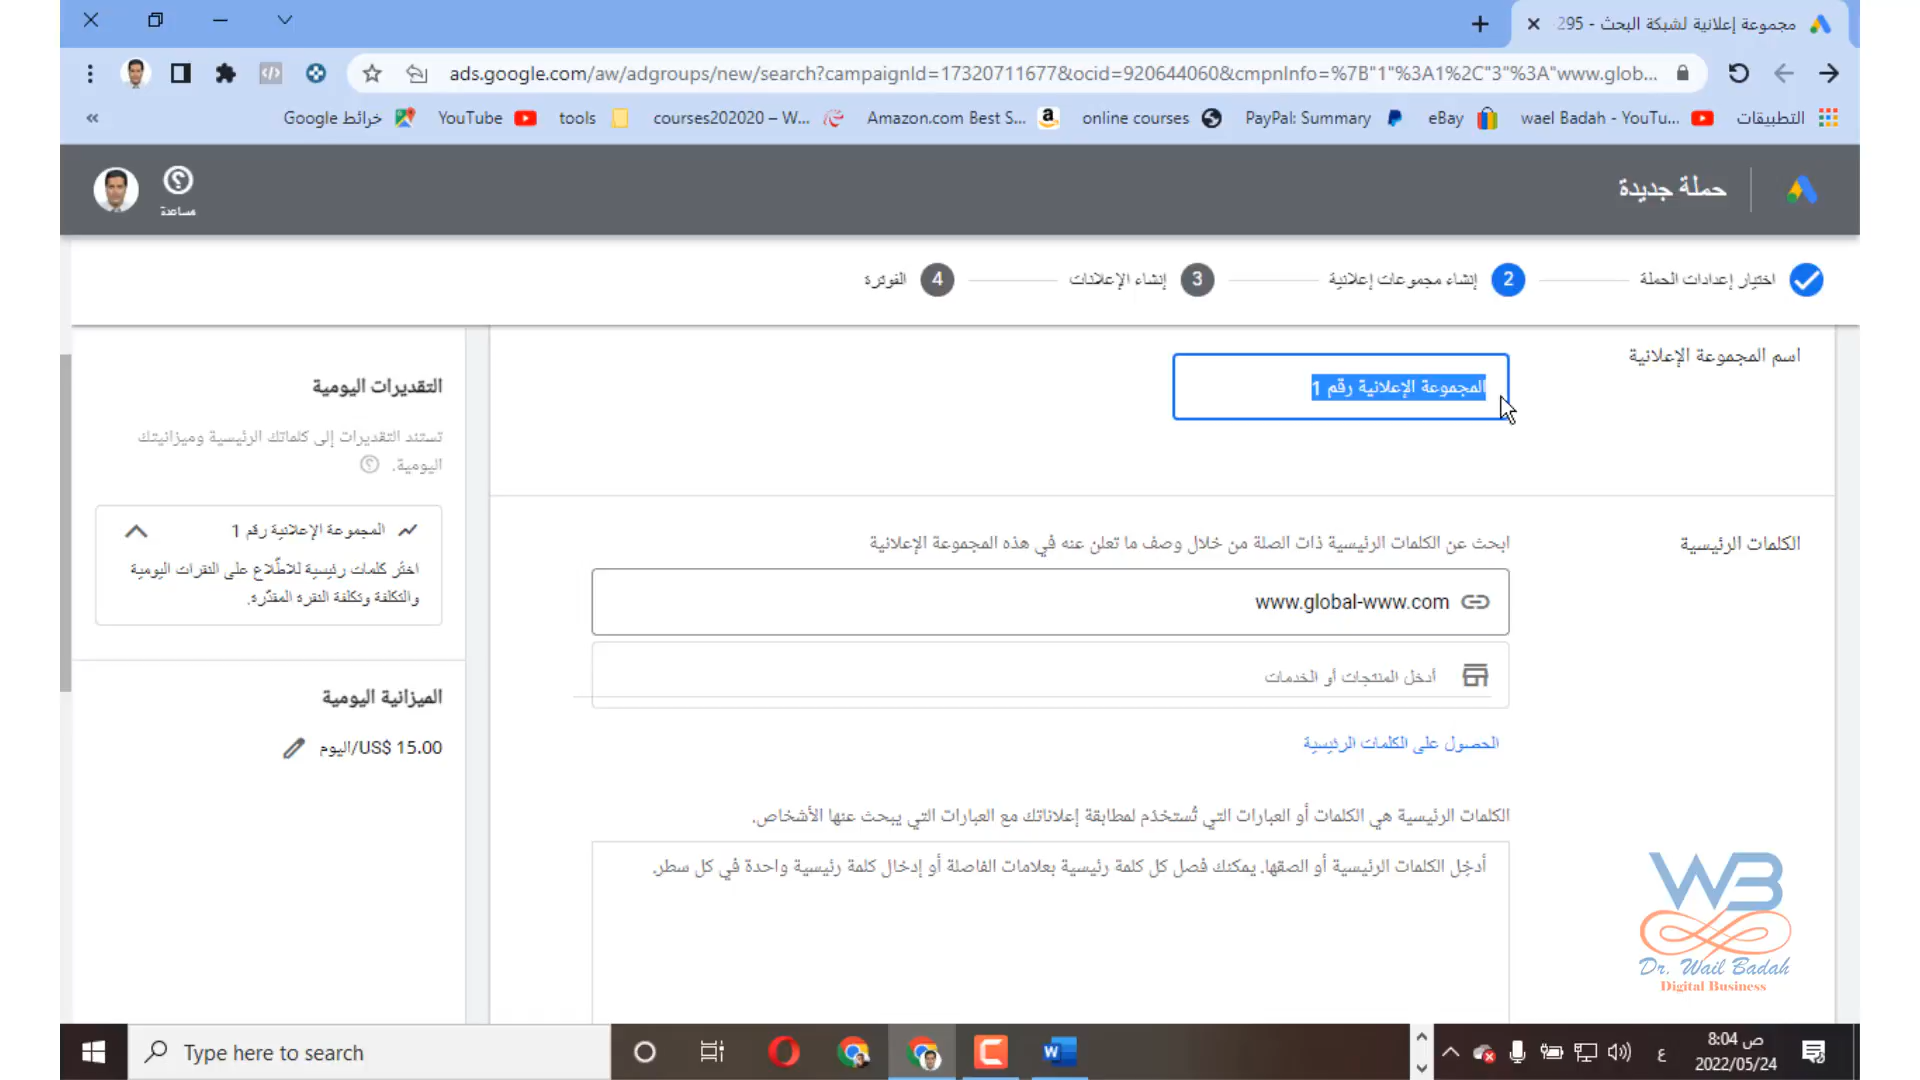 مجموعة إعلانية لشبكة البحث - 295
ads.google.com/aw/adgroups/new/search?campaignId=17320711677&ocid=920644060&cmpnInfo=%7B"1"%3A1%2C"3"%3A"www.glob...
التطبيقات
wael Badah - YouTu...
eBay
PayPal: Summary
online courses
Amazon.com Best S...
courses202020 – W...
tools
YouTube
خرائط Google
حملة جديدة
مساعدة
اختيار إعدادات الحملة
2 إنشاء مجموعات إعلانية
3 إنشاء الإعلانات
4 الفوترة
اسم المجموعة الإعلانية
المجموعة الإعلانية رقم 1
الكلمات الرئيسية
ابحث عن الكلمات الرئيسية ذات الصلة من خلال وصف ما تعلن عنه في هذه المجموعة الإعلانية
www.global-www.com
أدخل المنتجات أو الخدمات
الحصول على الكلمات الرئيسية
الكلمات الرئيسية هي الكلمات أو العبارات التي تُستخدَم لمطابقة إعلاناتك مع العبارات التي يبحث عنها الأشخاص.
أدخِل الكلمات الرئيسية أو الصقها. يمكنك فصل كل كلمة رئيسية بعلامات الفاصلة أو إدخال كلمة رئيسية واحدة في كل سطر.
التقديرات اليومية
تستند التقديرات إلى كلماتك الرئيسية وميزانيتك
اليومية.
المجموعة الإعلانية رقم 1
اختَر كلمات رئيسية للاطّلاع على النقرات اليومية
والتكلفة وتكلفة النقرة المقدّرة.
الميزانية اليومية
US$ 15.00/اليوم
WB
Dr. Wail Badah
Digital Business
Type here to search
ع
8:04 ص
2022/05/24